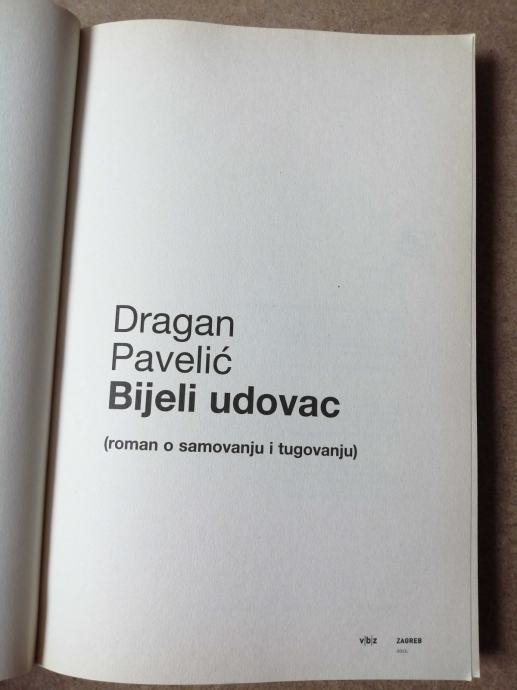 Dragan
Pavelić
Bijeli udovac
(roman o samovanju i tugovanju)
v|b|z ZAGREB